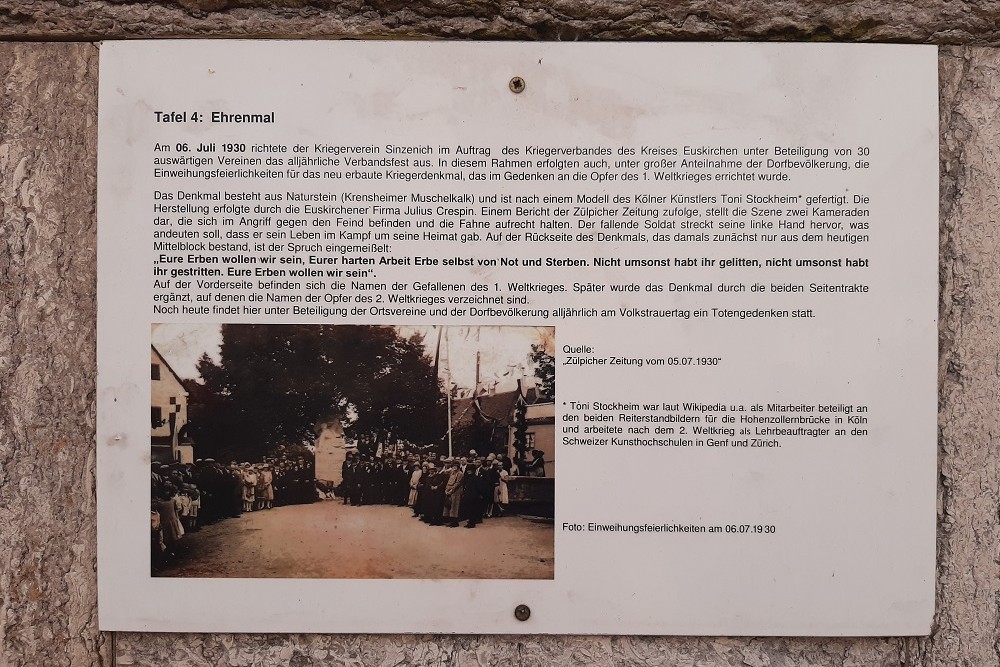 Tafel 4: Ehrenmal
Am 06. Juli 1930 richtete der Kriegerverein Sinzenich im Auftrag des Kriegerverbandes des Kreises Euskirchen unter Beteiligung von 30
auswärtigen Vereinen das alljährliche Verbandsfest aus. In diesem Rahmen erfolgten auch, unter großer Anteilnahme der Dorfbevölkerung, die
Einweihungsfeierlichkeiten für das neu erbaute Kriegerdenkmal, das im Gedenken an die Opfer des 1. Weltkrieges errichtet wurde.
Das Denkmal besteht aus Naturstein (Krensheimer Muschelkalk) und ist nach einem Modell des Kölner Künstlers Toni Stockheim* gefertigt. Die
Herstellung erfolgte durch die Euskirchener Firma Julius Crespin. Einem Bericht der Zülpicher Zeitung zufolge, stellt die Szene zwei Kameraden
dar, die sich im Angriff gegen den Feind befinden und die Fahne aufrecht halten. Der fallende Soldat streckt seine linke Hand hervor, was
andeuten soll, dass er sein Leben im Kampf um seine Heimat gab. Auf der Rückseite des Denkmals, das damals zunächst nur aus dem heutigen
Mittelblock bestand, ist der Spruch eingemeißelt:
„Eure Erben wollen wir sein, Eurer harten Arbeit Erbe selbst von Not und Sterben. Nicht umsonst habt ihr gelitten, nicht umsonst habt
ihr gestritten. Eure Erben wollen wir sein“.
Auf der Vorderseite befinden sich die Namen der Gefallenen des 1. Weltkrieges. Später wurde das Denkmal durch die beiden Seitentrakte
ergänzt, auf denen die Namen der Opfer des 2. Weltkrieges verzeichnet sind.
Noch heute findet hier unter Beteiligung der Ortsvereine und der Dorfbevölkerung alljährlich am Volkstrauertag ein Totengedenken statt.
Quelle:
„Zülpicher Zeitung vom 05.07.1930“
* Toni Stockheim war laut Wikipedia u.a. als Mitarbeiter beteiligt an
den beiden Reiterstandbildern für die Hohenzollernbrücke in Köln
und arbeitete nach dem 2. Weltkrieg als Lehrbeauftragter an den
Schweizer Kunsthochschulen in Genf und Zürich.
Foto: Einweihungsfeierlichkeiten am 06.07.1930